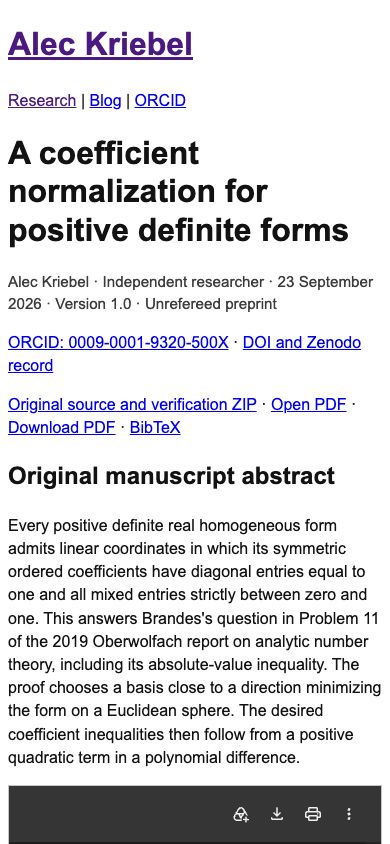 Alec Kriebel
Research | Blog | ORCID
A coefficient
normalization for
positive definite forms
Alec Kriebel · Independent researcher · 23 September
2026 · Version 1.0 · Unrefereed preprint
ORCID: 0009-0001-9320-500X · DOI and Zenodo
record
Original source and verification ZIP · Open PDF ·
Download PDF · BibTeX
Original manuscript abstract
Every positive definite real homogeneous form
admits linear coordinates in which its symmetric
ordered coefficients have diagonal entries equal to
one and all mixed entries strictly between zero and
one. This answers Brandes's question in Problem 11
of the 2019 Oberwolfach report on analytic number
theory, including its absolute-value inequality. The
proof chooses a basis close to a direction minimizing
the form on a Euclidean sphere. The desired
coefficient inequalities then follow from a positive
quadratic term in a polynomial difference.